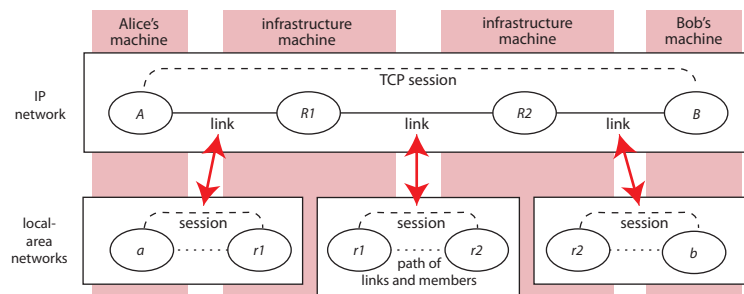 Alice's
machine
infrastructure
machine
infrastructure
machine
Bob's
machine
IP
network
TCP session
A
R1
R2
B
link
link
link
local-
area
networks
session
a
r1
session
r1
r2
path of
links and members
session
r2
b